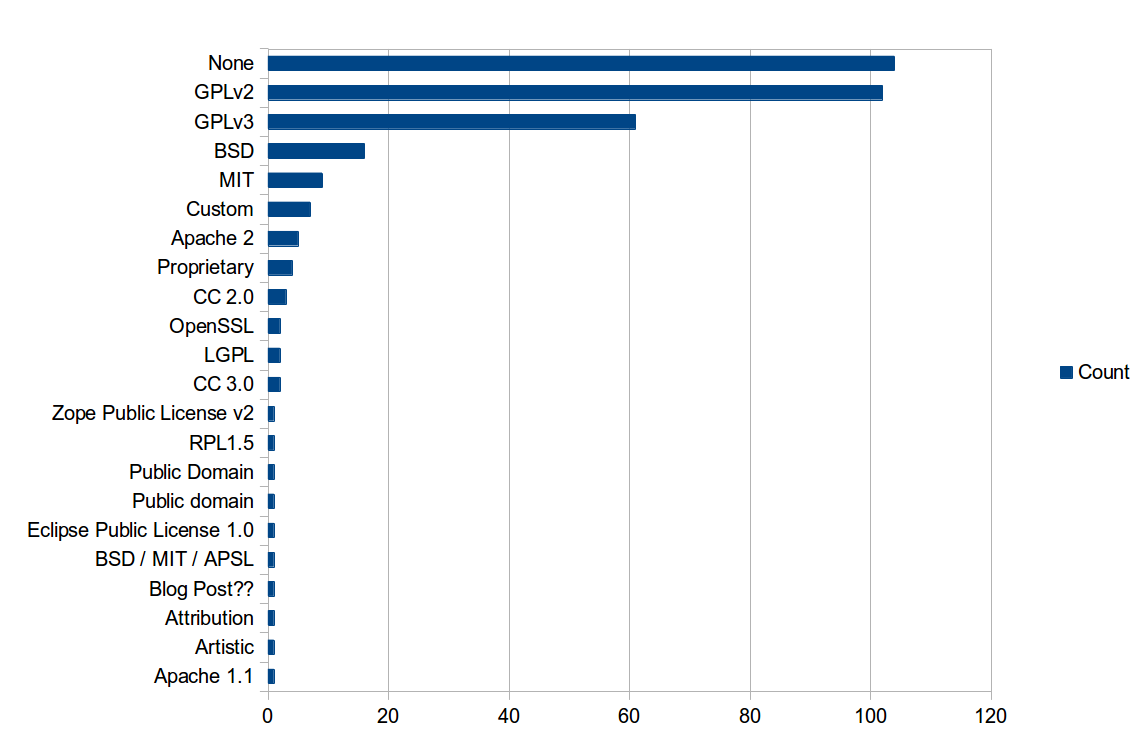 None
GPLv2
GPLv3
BSD
MIT
Custom
Apache 2
Proprietary
CC 2.0
OpenSSL
LGPL
CC 3.0
Zope Public License v2
RPL1.5
Public Domain
Public domain
Eclipse Public License 1.0
BSD / MIT / APSL
Blog Post??
Attribution
Artistic
Apache 1.1
0 20 40 60 80 100 120
Count